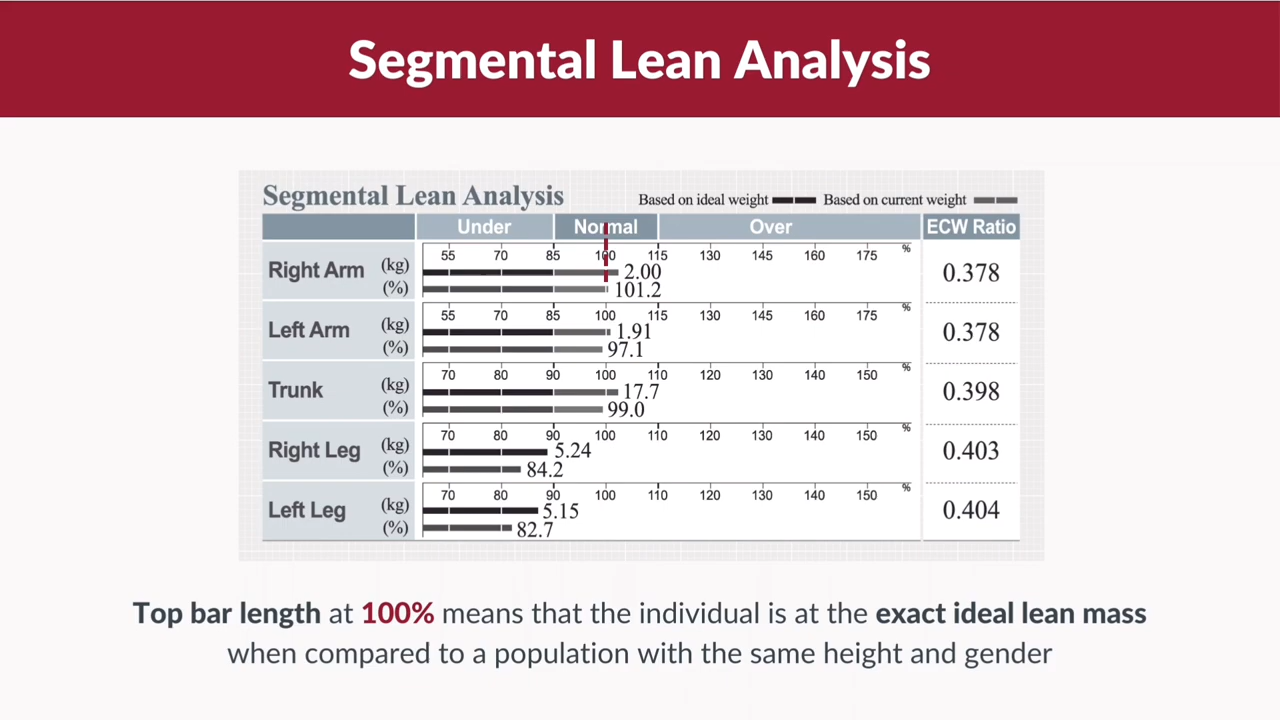 Segmental Lean Analysis
Segmental Lean Analysis
Based on ideal weight Based on current weight
Under Normal Over ECW Ratio
55 70 85 100 115 130 145 160 175 %
Right Arm (kg) 2.00 0.378
(%) 101.2
55 70 85 100 115 130 145 160 175 %
Left Arm (kg) 1.91 0.378
(%) 97.1
70 80 90 100 110 120 130 140 150 %
Trunk (kg) 17.7 0.398
(%) 99.0
70 80 90 100 110 120 130 140 150 %
Right Leg (kg) 5.24 0.403
(%) 84.2
70 80 90 100 110 120 130 140 150 %
Left Leg (kg) 5.15 0.404
(%) 82.7
Top bar length at 100% means that the individual is at the exact ideal lean mass
when compared to a population with the same height and gender